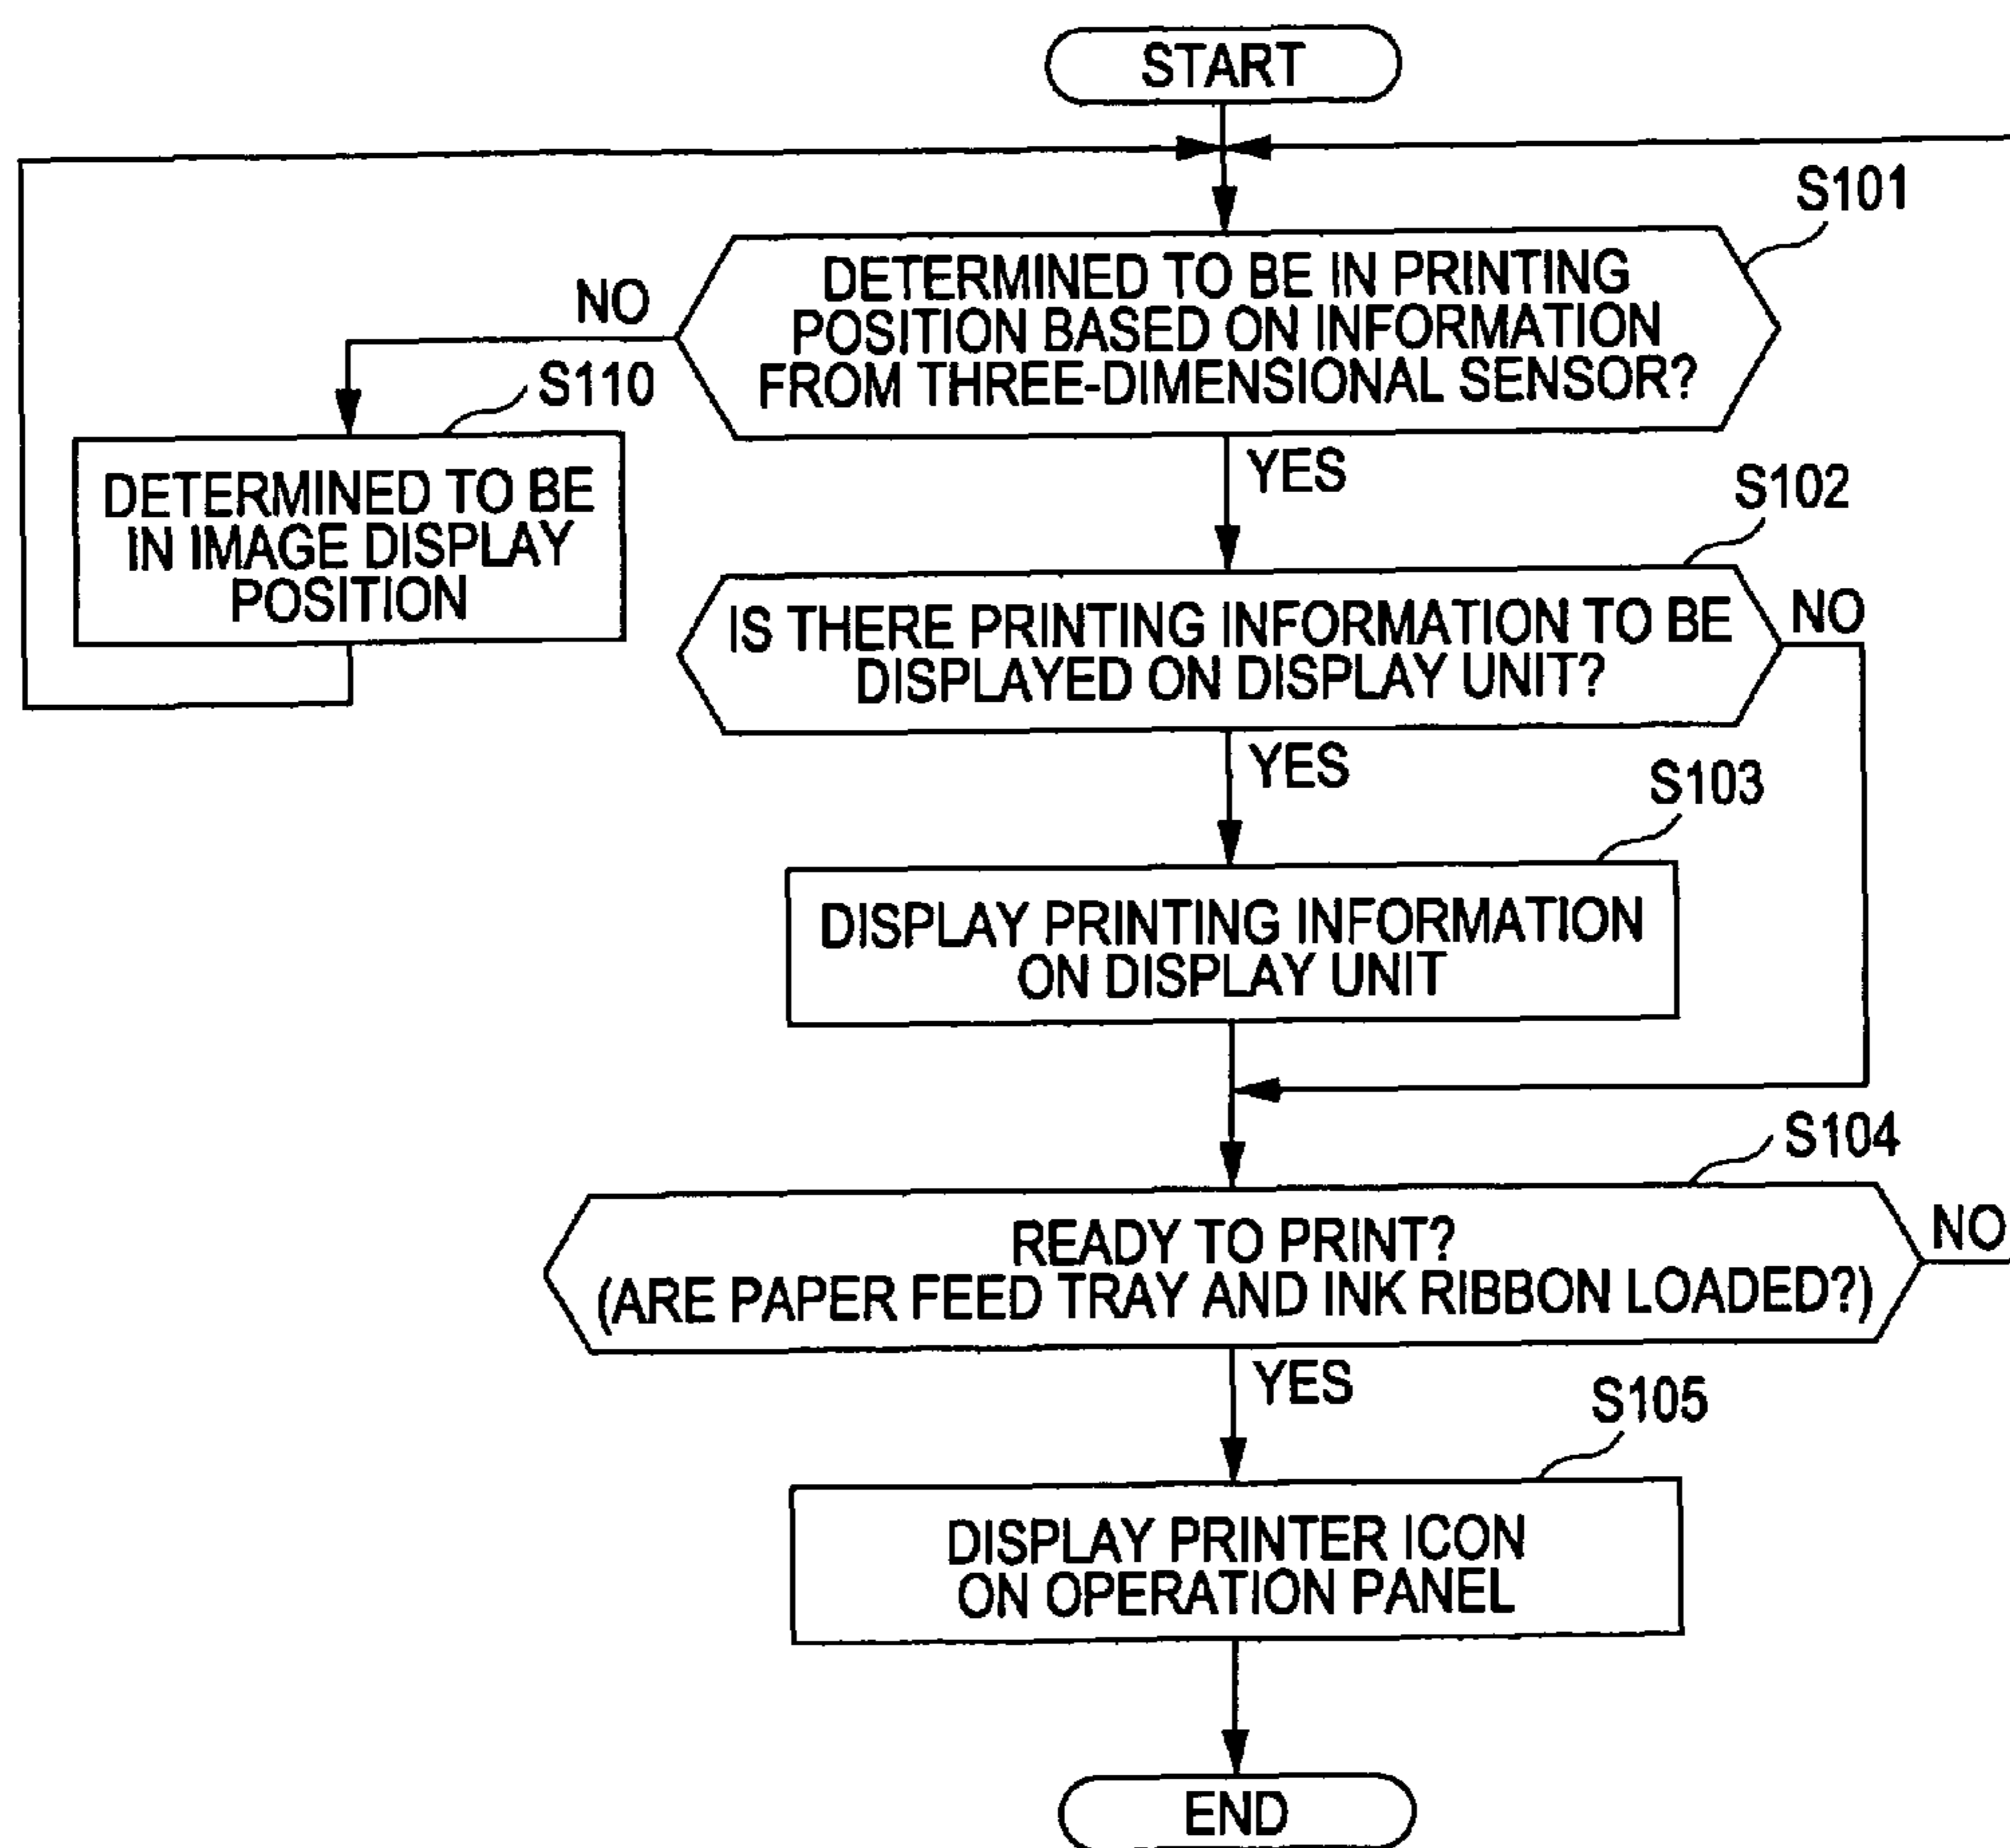 START
S101
DETERMINED TO BE IN PRINTING
POSITION BASED ON INFORMATION
FROM THREE-DIMENSIONAL SENSOR?
NO
S110
DETERMINED TO BE
IN IMAGE DISPLAY
POSITION
YES
S102
IS THERE PRINTING INFORMATION TO BE
DISPLAYED ON DISPLAY UNIT?
NO
YES
S103
DISPLAY PRINTING INFORMATION
ON DISPLAY UNIT
S104
READY TO PRINT?
(ARE PAPER FEED TRAY AND INK RIBBON LOADED?)
NO
YES
S105
DISPLAY PRINTER ICON
ON OPERATION PANEL
END